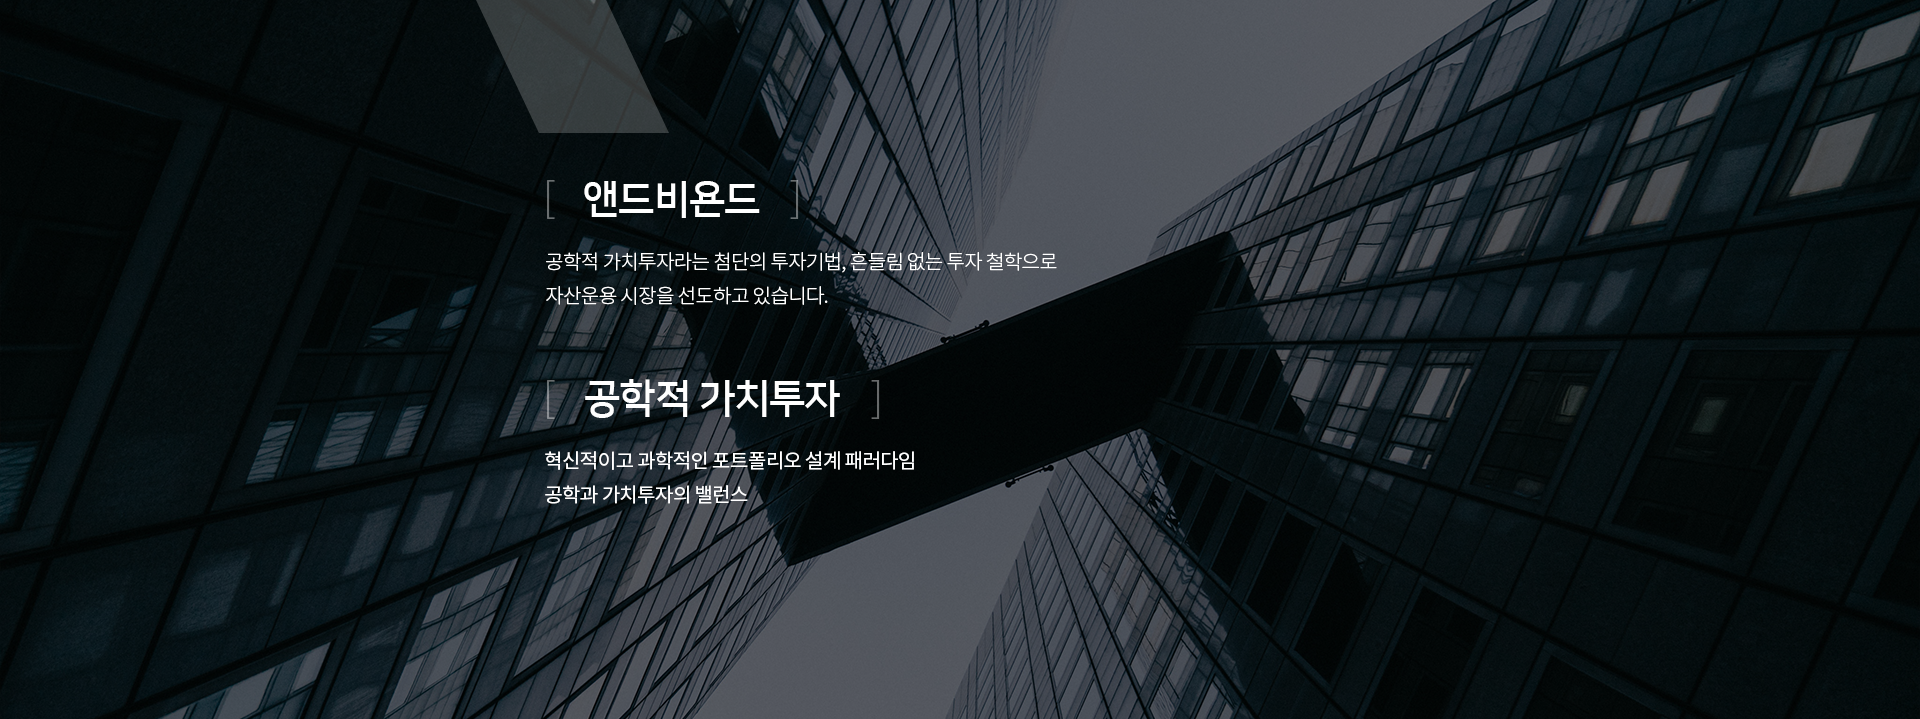 [ 앤드비욘드 ]
공학적 가치투자라는 첨단의 투자기법, 흔들림 없는 투자 철학으로
자산운용 시장을 선도하고 있습니다.
[ 공학적 가치투자 ]
혁신적이고 과학적인 포트폴리오 설계 패러다임
공학과 가치투자의 밸런스